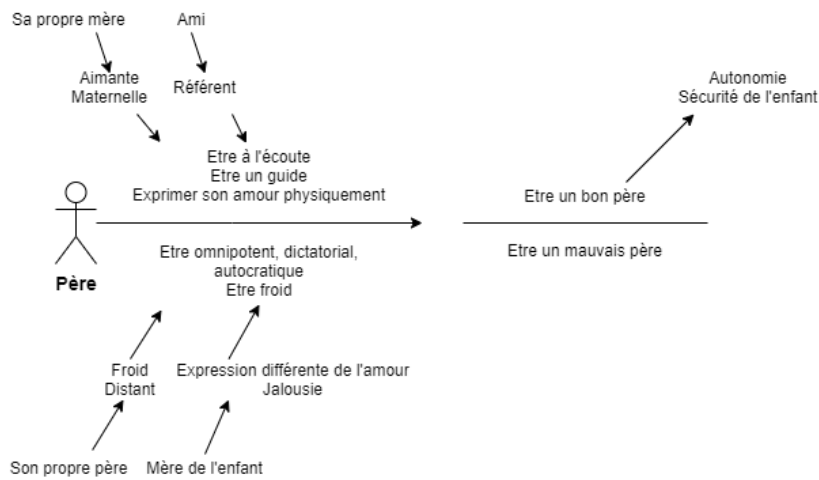 Sa propre mère
Ami
Aimante
Maternelle
Référent
Autonomie
Sécurité de l'enfant
Etre à l'écoute
Etre un guide
Exprimer son amour physiquement
Etre un bon père
Père
Etre omnipotent, dictatorial,
autocratique
Etre froid
Etre un mauvais père
Froid
Distant
Expression différente de l'amour
Jalousie
Son propre père
Mère de l'enfant